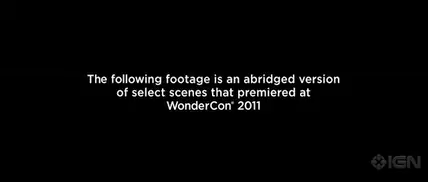 The following footage is an abridged version
of select scenes that premiered at
WonderCon® 2011
IGN